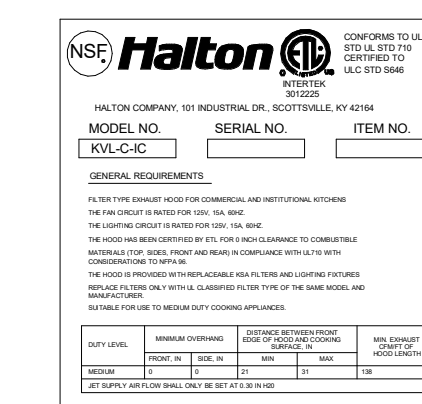 NSF Halton ETL
CONFORMS TO UL
STD UL STD 710
CERTIFIED TO
ULC STD S646
INTERTEK
3012225
HALTON COMPANY, 101 INDUSTRIAL DR., SCOTTSVILLE, KY 42164
MODEL NO. SERIAL NO. ITEM NO.
KVL-C-IC
GENERAL REQUIREMENTS
FILTER TYPE EXHAUST HOOD FOR COMMERCIAL AND INSTITUTIONAL KITCHENS
THE FAN CIRCUIT IS RATED FOR 125V, 15A, 60HZ.
THE LIGHTING CIRCUIT IS RATED FOR 125V, 15A, 60HZ.
THE HOOD HAS BEEN CERTIFIED BY ETL FOR 0 INCH CLEARANCE TO COMBUSTIBLE
MATERIALS (TOP, SIDES, FRONT AND REAR) IN COMPLIANCE WITH UL710 WITH
CONSIDERATIONS TO NFPA 96.
THE HOOD IS PROVIDED WITH REPLACEABLE KSA FILTERS AND LIGHTING FIXTURES
REPLACE FILTERS ONLY WITH UL CLASSIFIED FILTER TYPE OF THE SAME MODEL AND
MANUFACTURER.
SUITABLE FOR USE TO MEDIUM DUTY COOKING APPLIANCES.
DUTY LEVEL
MINIMUM OVERHANG
DISTANCE BETWEEN FRONT
EDGE OF HOOD AND COOKING
SURFACE, IN
MIN. EXHAUST
CFM/FT OF
HOOD LENGTH
FRONT, IN SIDE, IN MIN MAX
MEDIUM 0 0 21 31 138
JET SUPPLY AIR FLOW SHALL ONLY BE SET AT 0.30 IN H20